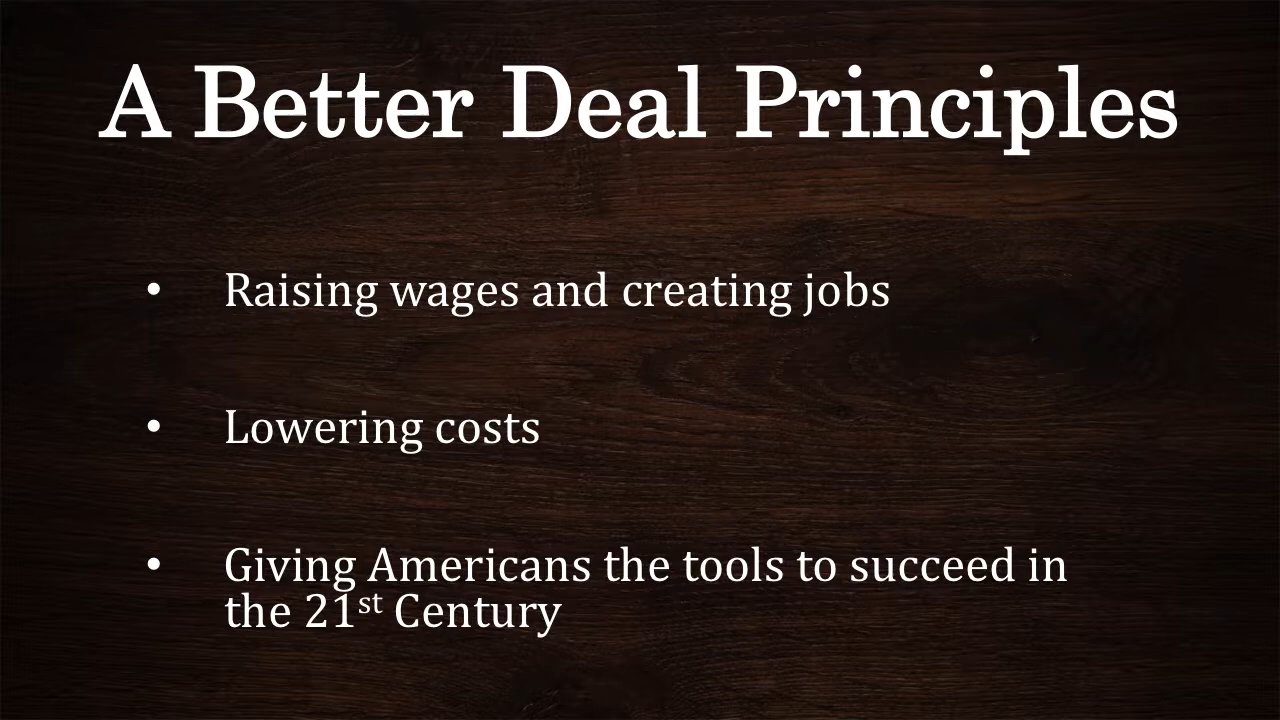 A Better Deal Principles
• Raising wages and creating jobs
• Lowering costs
• Giving Americans the tools to succeed in
the 21st Century